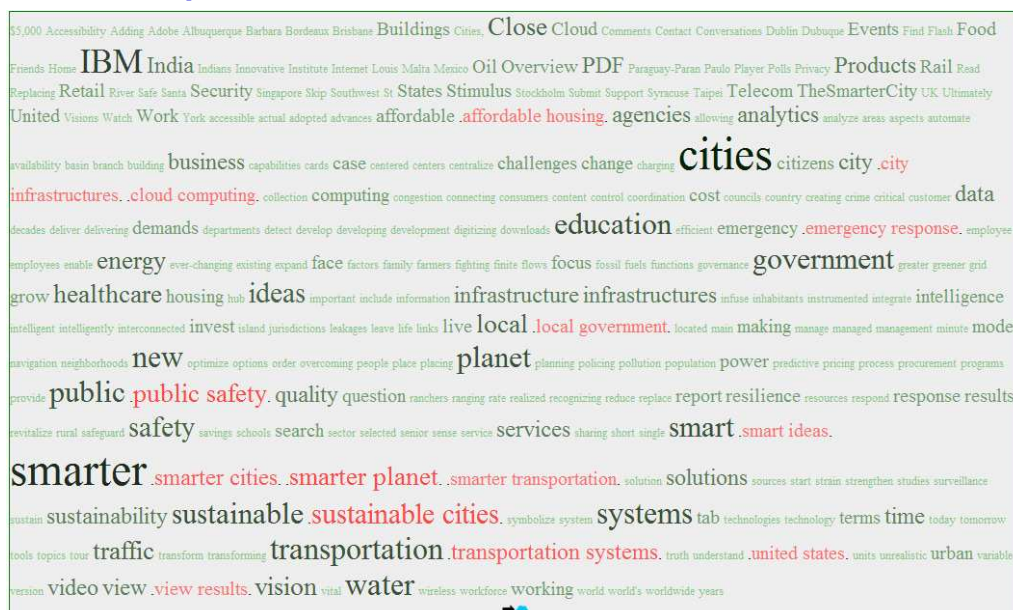 $5,000 Accessibility Adding Adobe Albuquerque Barbara Bordeaux Brisbane Buildings Cities, Close Cloud Comments Contact Conversations Dublin Dubuque Events Find Flash Food
Friends Home IBM India Indians Innovative Institute Internet Louis Malta Mexico Oil Overview PDF Paraguay-Paran Paulo Player Polls Privacy Products Rail Read
Replacing Retail River Safe Santa Security Singapore Skip Southwest St States Stimulus Stockholm Submit Support Syracuse Taipei Telecom TheSmarterCity UK Ultimately
United Visions Watch Work York accessible actual adopted advances affordable .affordable housing. agencies allowing analytics analyze areas aspects automate
availability basin branch building business capabilities cards case centered centers centralize challenges change charging cities citizens city .city
infrastructures. .cloud computing. collection computing congestion connecting consumers content control coordination cost councils country creating crime critical customer data
decades deliver delivering demands departments detect develop developing development digitizing downloads education efficient emergency .emergency response. employee
employees enable energy ever-changing existing expand face factors family farmers fighting finite flows focus fossil fuels functions governance government greater greener grid
grow healthcare housing hub ideas important include information infrastructure infrastructures infuse inhabitants instrumented integrate intelligence
intelligent intelligently interconnected invest island jurisdictions leakages leave life links live local .local government. located main making manage managed management minute mode
navigation neighborhoods new optimize options order overcoming people place placing planet planning policing pollution population power predictive pricing process procurement programs
provide public .public safety. quality question ranchers ranging rate realized recognizing reduce replace report resilience resources respond response results
revitalize rural safeguard safety savings schools search sector selected senior sense service services sharing short single smart .smart ideas.
smarter .smarter cities. .smarter planet. .smarter transportation. solution solutions sources start strain strengthen studies surveillance
sustain sustainability sustainable .sustainable cities. symbolize system systems tab technologies technology terms time today tomorrow
tools topics tour traffic transform transforming transportation .transportation systems. truth understand .united states. units unrealistic urban variable
version video view .view results. vision vital water wireless workforce working world world's worldwide years